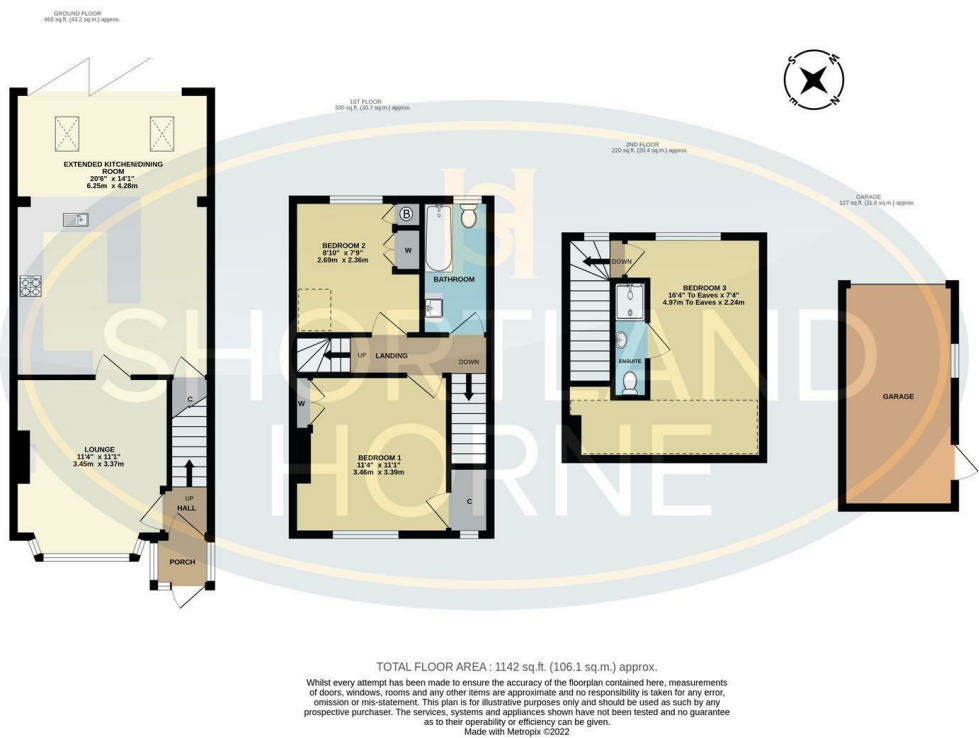 GROUND FLOOR
465 sq.ft. (43.2 sq.m.) approx.
1ST FLOOR
330 sq.ft. (30.7 sq.m.) approx.
2ND FLOOR
220 sq.ft. (20.4 sq.m.) approx.
GARAGE
127 sq.ft. (11.8 sq.m.) approx.
S
W
E
N
EXTENDED KITCHEN/DINING
ROOM
20'6" x 14'1"
6.25m x 4.28m
C
LOUNGE
11'4" x 11'1"
3.45m x 3.37m
UP
HALL
PORCH
BEDROOM 2
8'10" x 7'9"
2.69m x 2.36m
B
W
BATHROOM
UP
LANDING
DOWN
W
BEDROOM 1
11'4" x 11'1"
3.46m x 3.39m
C
DOWN
BEDROOM 3
16'4" To Eaves x 7'4"
4.97m To Eaves x 2.24m
ENSUITE
GARAGE
SH
SHORTLAND
HORNE
TOTAL FLOOR AREA : 1142 sq.ft. (106.1 sq.m.) approx.
Whilst every attempt has been made to ensure the accuracy of the floorplan contained here, measurements
of doors, windows, rooms and any other items are approximate and no responsibility is taken for any error,
omission or mis-statement. This plan is for illustrative purposes only and should be used as such by any
prospective purchaser. The services, systems and appliances shown have not been tested and no guarantee
as to their operability or efficiency can be given.
Made with Metropix ©2022